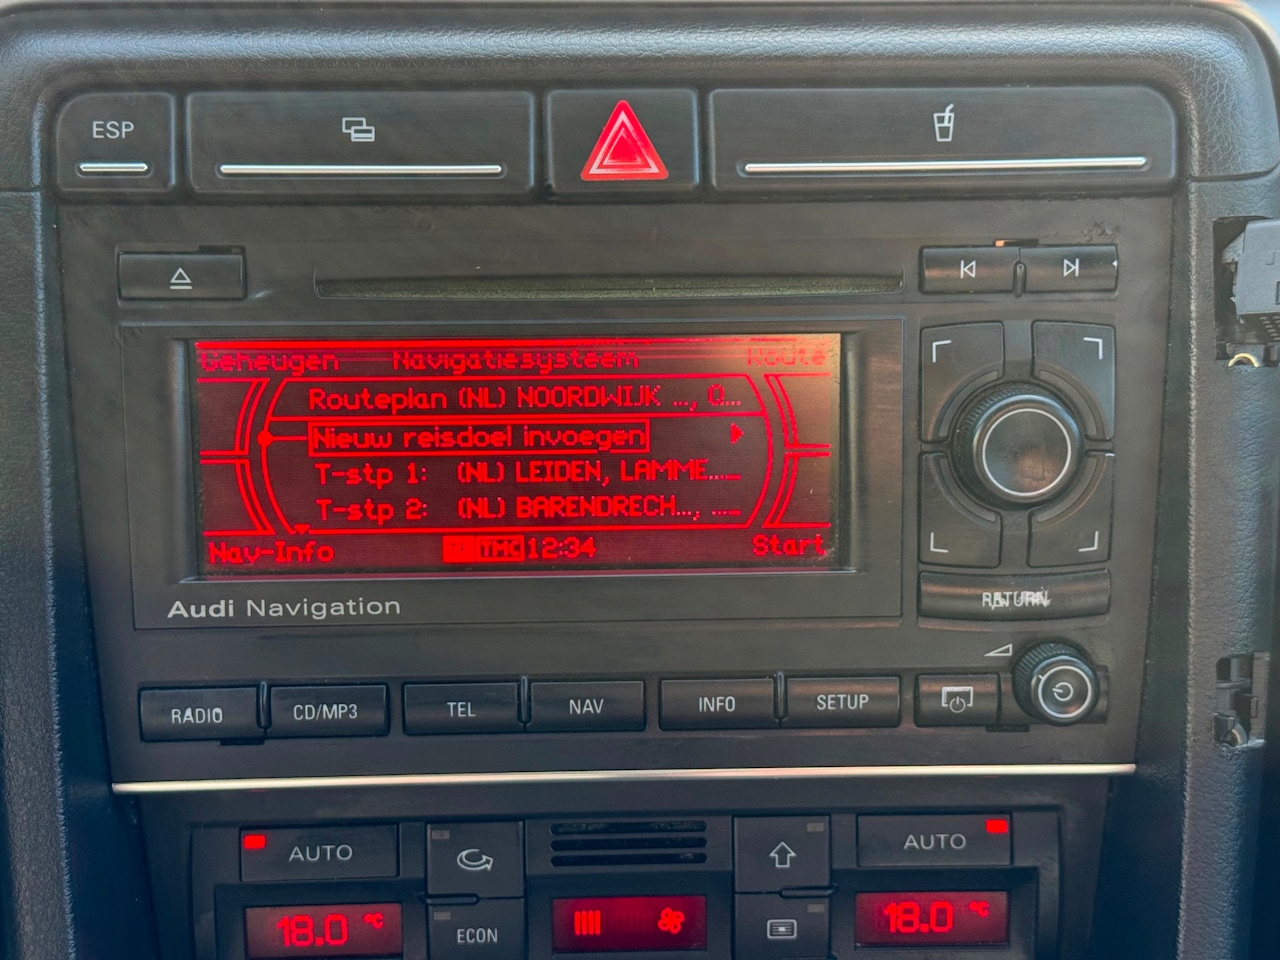 ESP
Geheugen Navigatiesysteem Route
Routeplan (NL) NOORDWIJK ..., O...
Nieuw reisdoel invoegen
T-stp 1: (NL) LEIDEN, LAMME...
T-stp 2: (NL) BARENDRECH..., ...
Nav-Info TP TMC 12:34 Start
Audi Navigation
RETURN
RADIO CD/MP3 TEL NAV INFO SETUP
AUTO AUTO
18.0 °C 18.0 °C
ECON